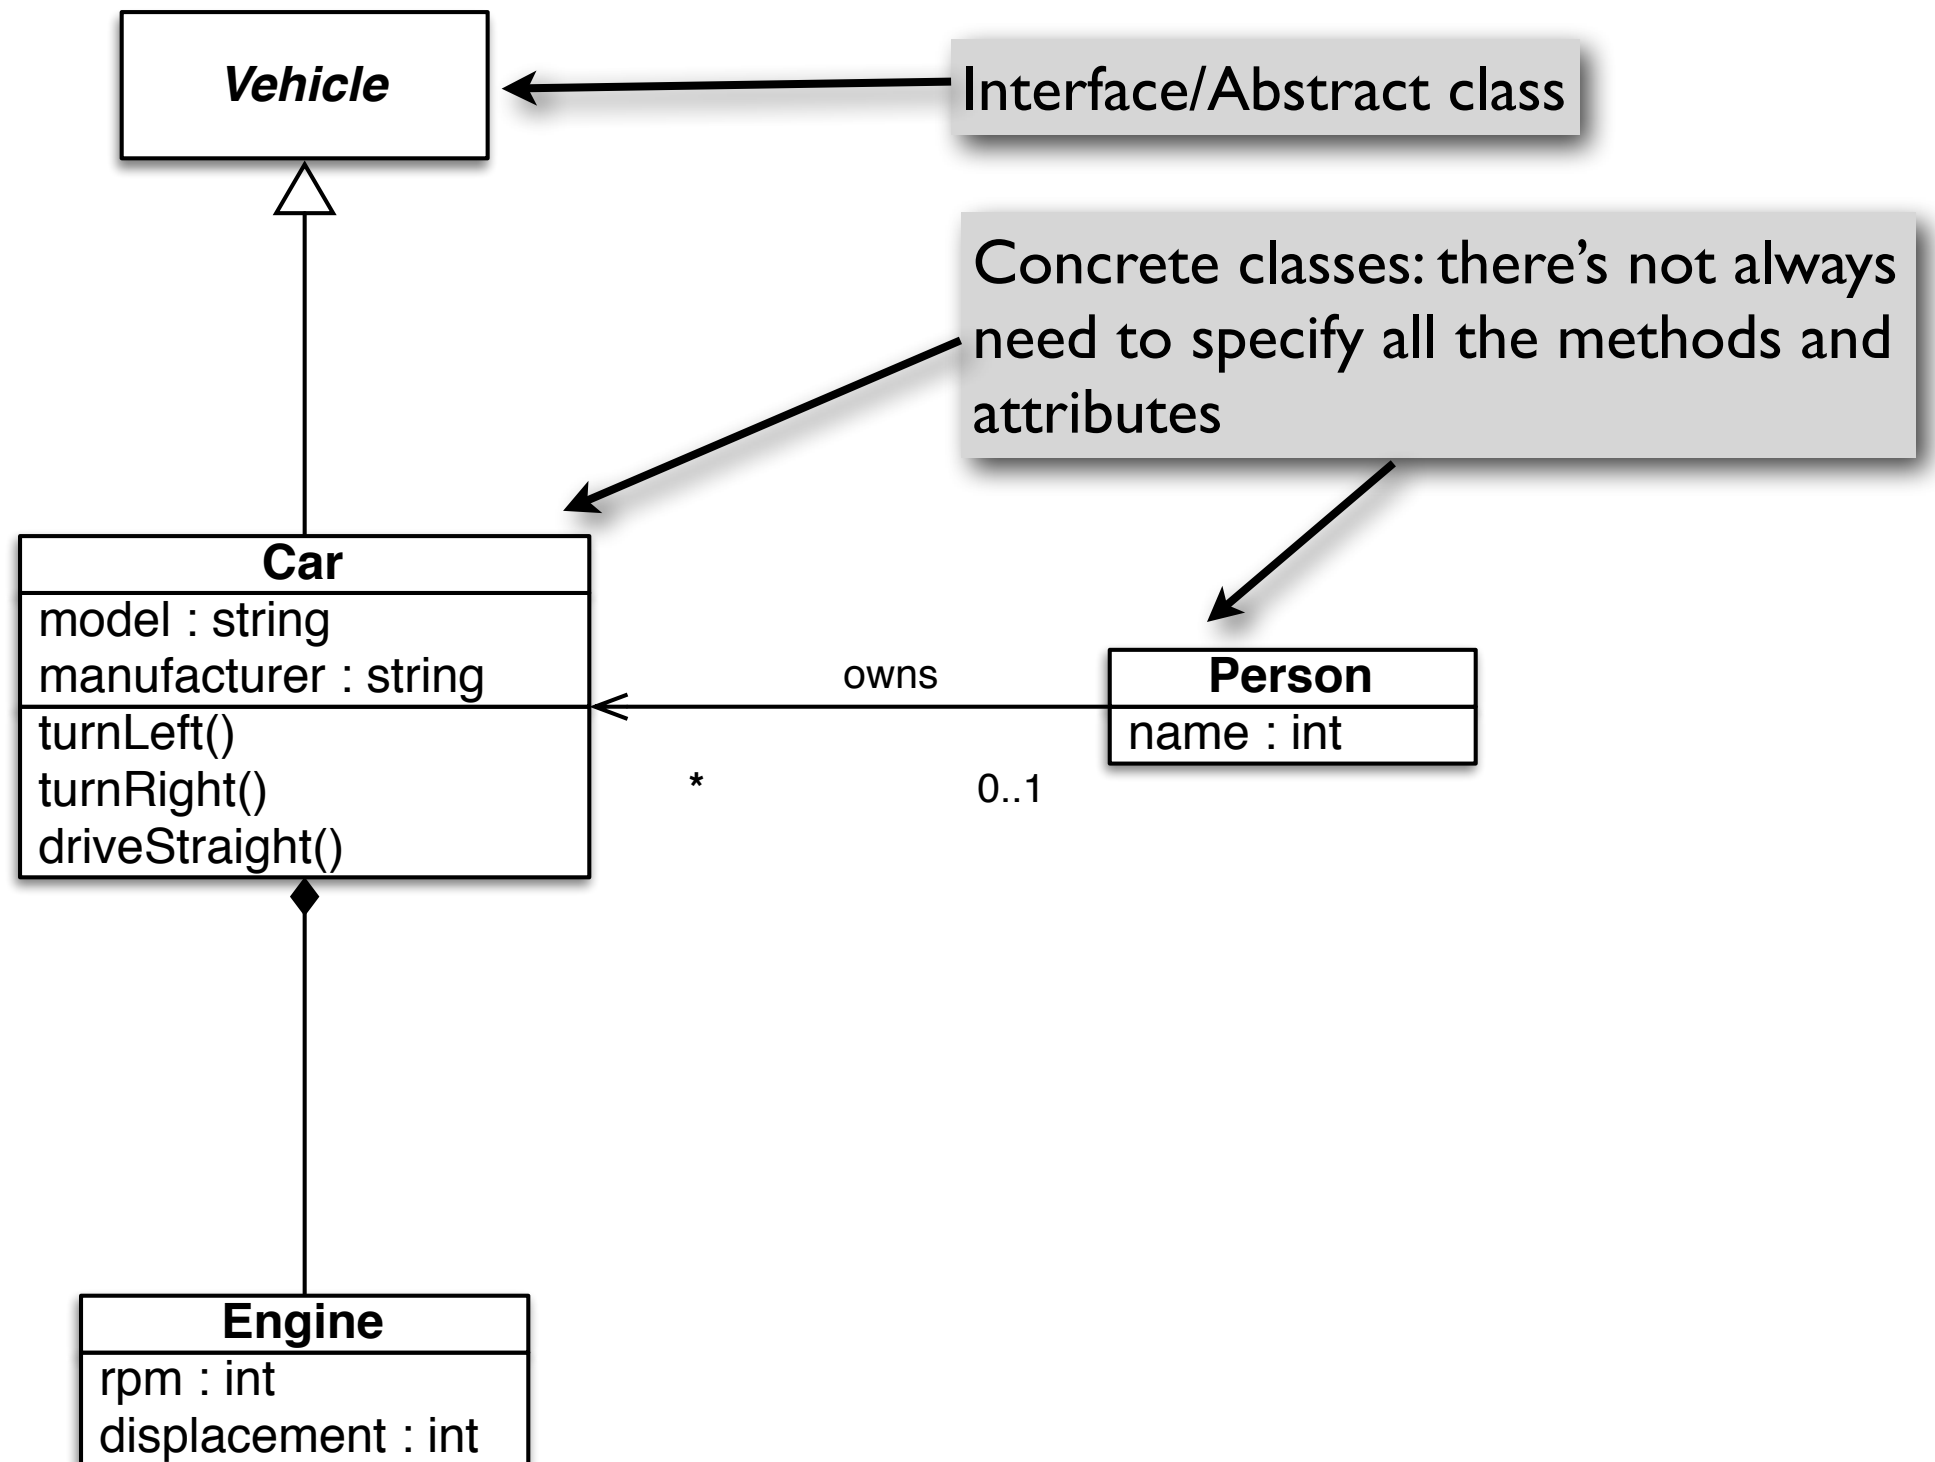 Vehicle
Interface/Abstract class
Concrete classes: there’s not always
need to specify all the methods and
attributes
Car
model : string
manufacturer : string
turnLeft()
turnRight()
driveStraight()
owns
*
0..1
Person
name : int
Engine
rpm : int
displacement : int